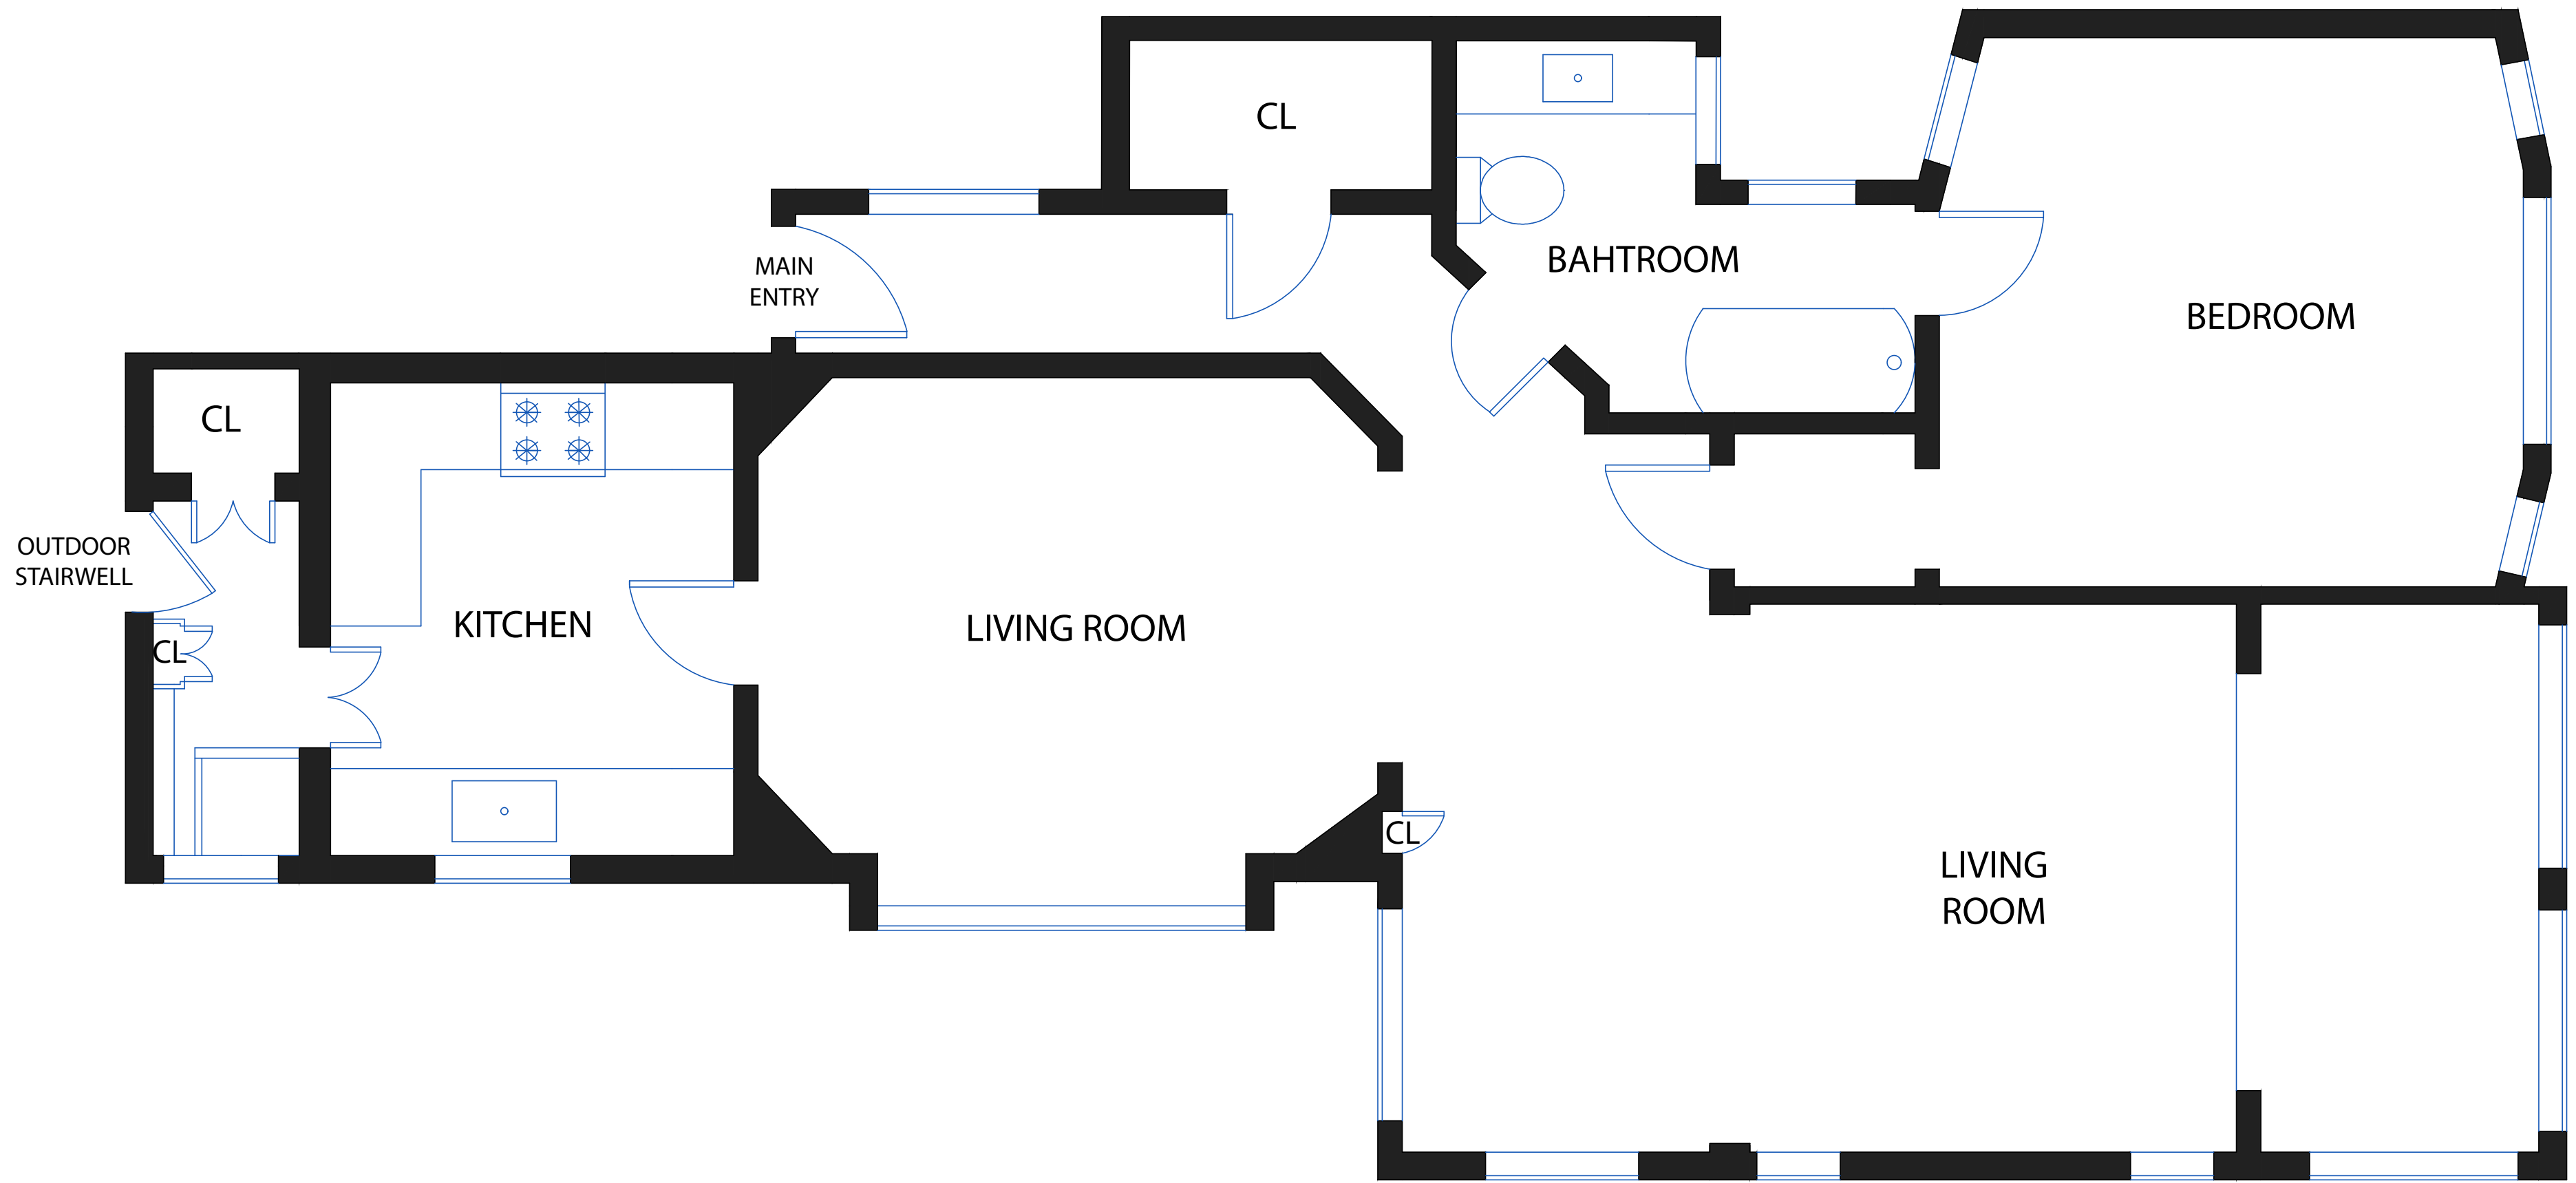 CL
MAIN
ENTRY
BAHTROOM
BEDROOM
CL
OUTDOOR
STAIRWELL
KITCHEN
LIVING ROOM
CL
CL
LIVING
ROOM